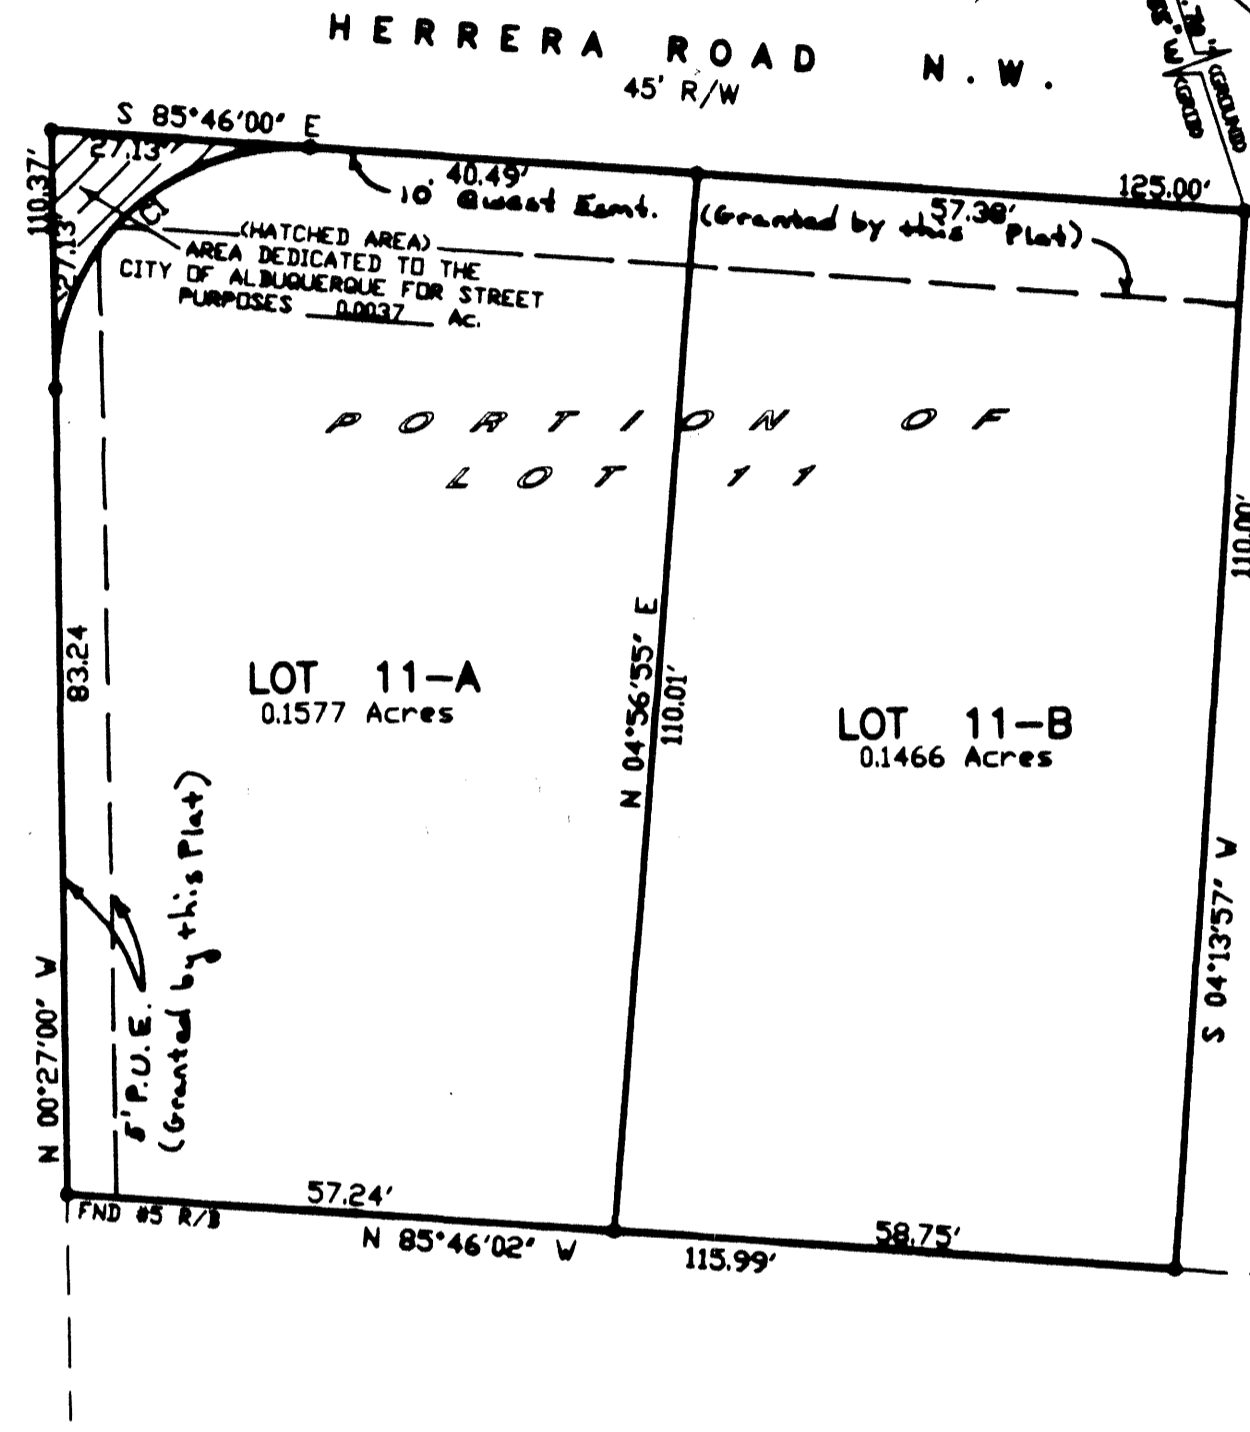 HERRERA ROAD N.W.
45' R/W
(GRID)
(GROUND)
S 85°46'00" E
27.13'
110.37'
27.13'
C1
40.49'
10' Qwest Esmt.
(Granted by this Plat)
57.38'
125.00'
(HATCHED AREA)
AREA DEDICATED TO THE
CITY OF ALBUQUERQUE FOR STREET
PURPOSES 0.0037 Ac.
PORTION OF
LOT 11
110.00'
83.24
LOT 11-A
0.1577 Acres
N 04°56'55" E
110.01'
LOT 11-B
0.1466 Acres
S 04°13'57" W
N 00°27'00" W
5' P.U.E.
(Granted by this Plat)
FND #5 R/B
57.24'
N 85°46'02" W
115.99'
58.75'